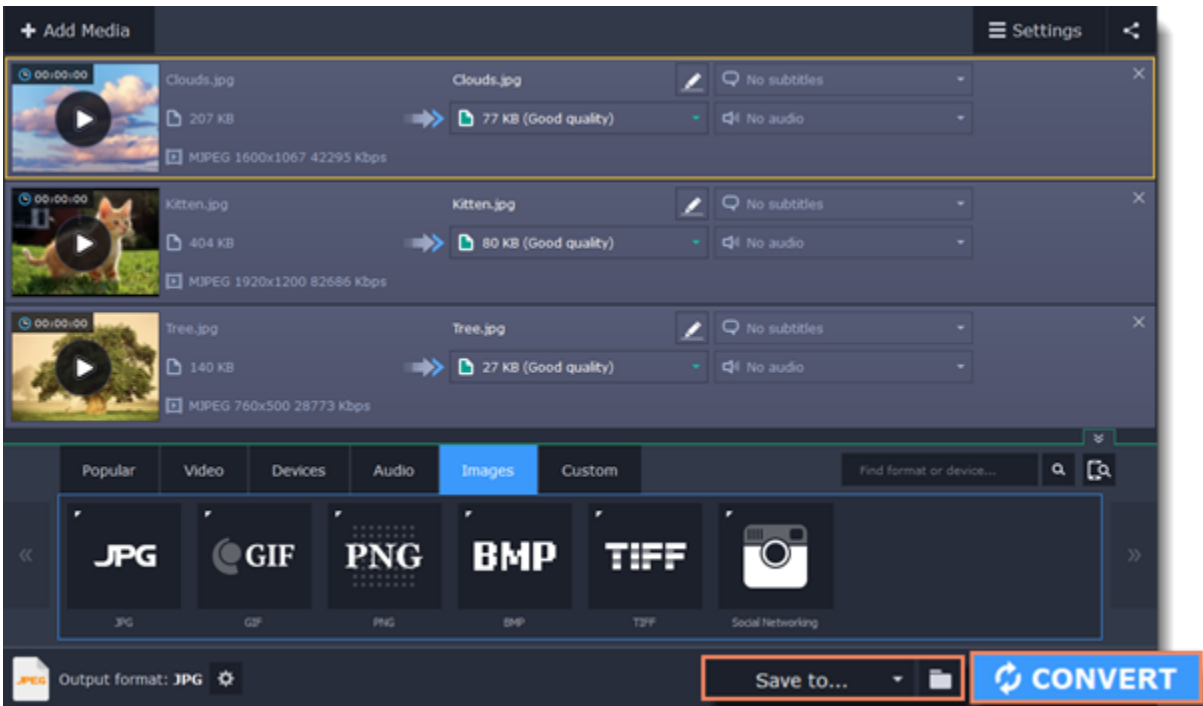 Add Media
Settings
00:00:00
Clouds.jpg
Clouds.jpg
No subtitles
207 KB
77 KB (Good quality)
No audio
MJPEG 1600x1067 42295 Kbps
00:00:00
Kitten.jpg
Kitten.jpg
No subtitles
404 KB
80 KB (Good quality)
No audio
MJPEG 1920x1200 82686 Kbps
00:00:00
Tree.jpg
Tree.jpg
No subtitles
140 KB
27 KB (Good quality)
No audio
MJPEG 760x500 28773 Kbps
Popular
Video
Devices
Audio
Images
Custom
Find format or device...
JPG
GIF
PNG
BMP
TIFF
JPG
GIF
PNG
BMP
TIFF
Social Networking
JPEG
Output format: JPG
Save to...
CONVERT